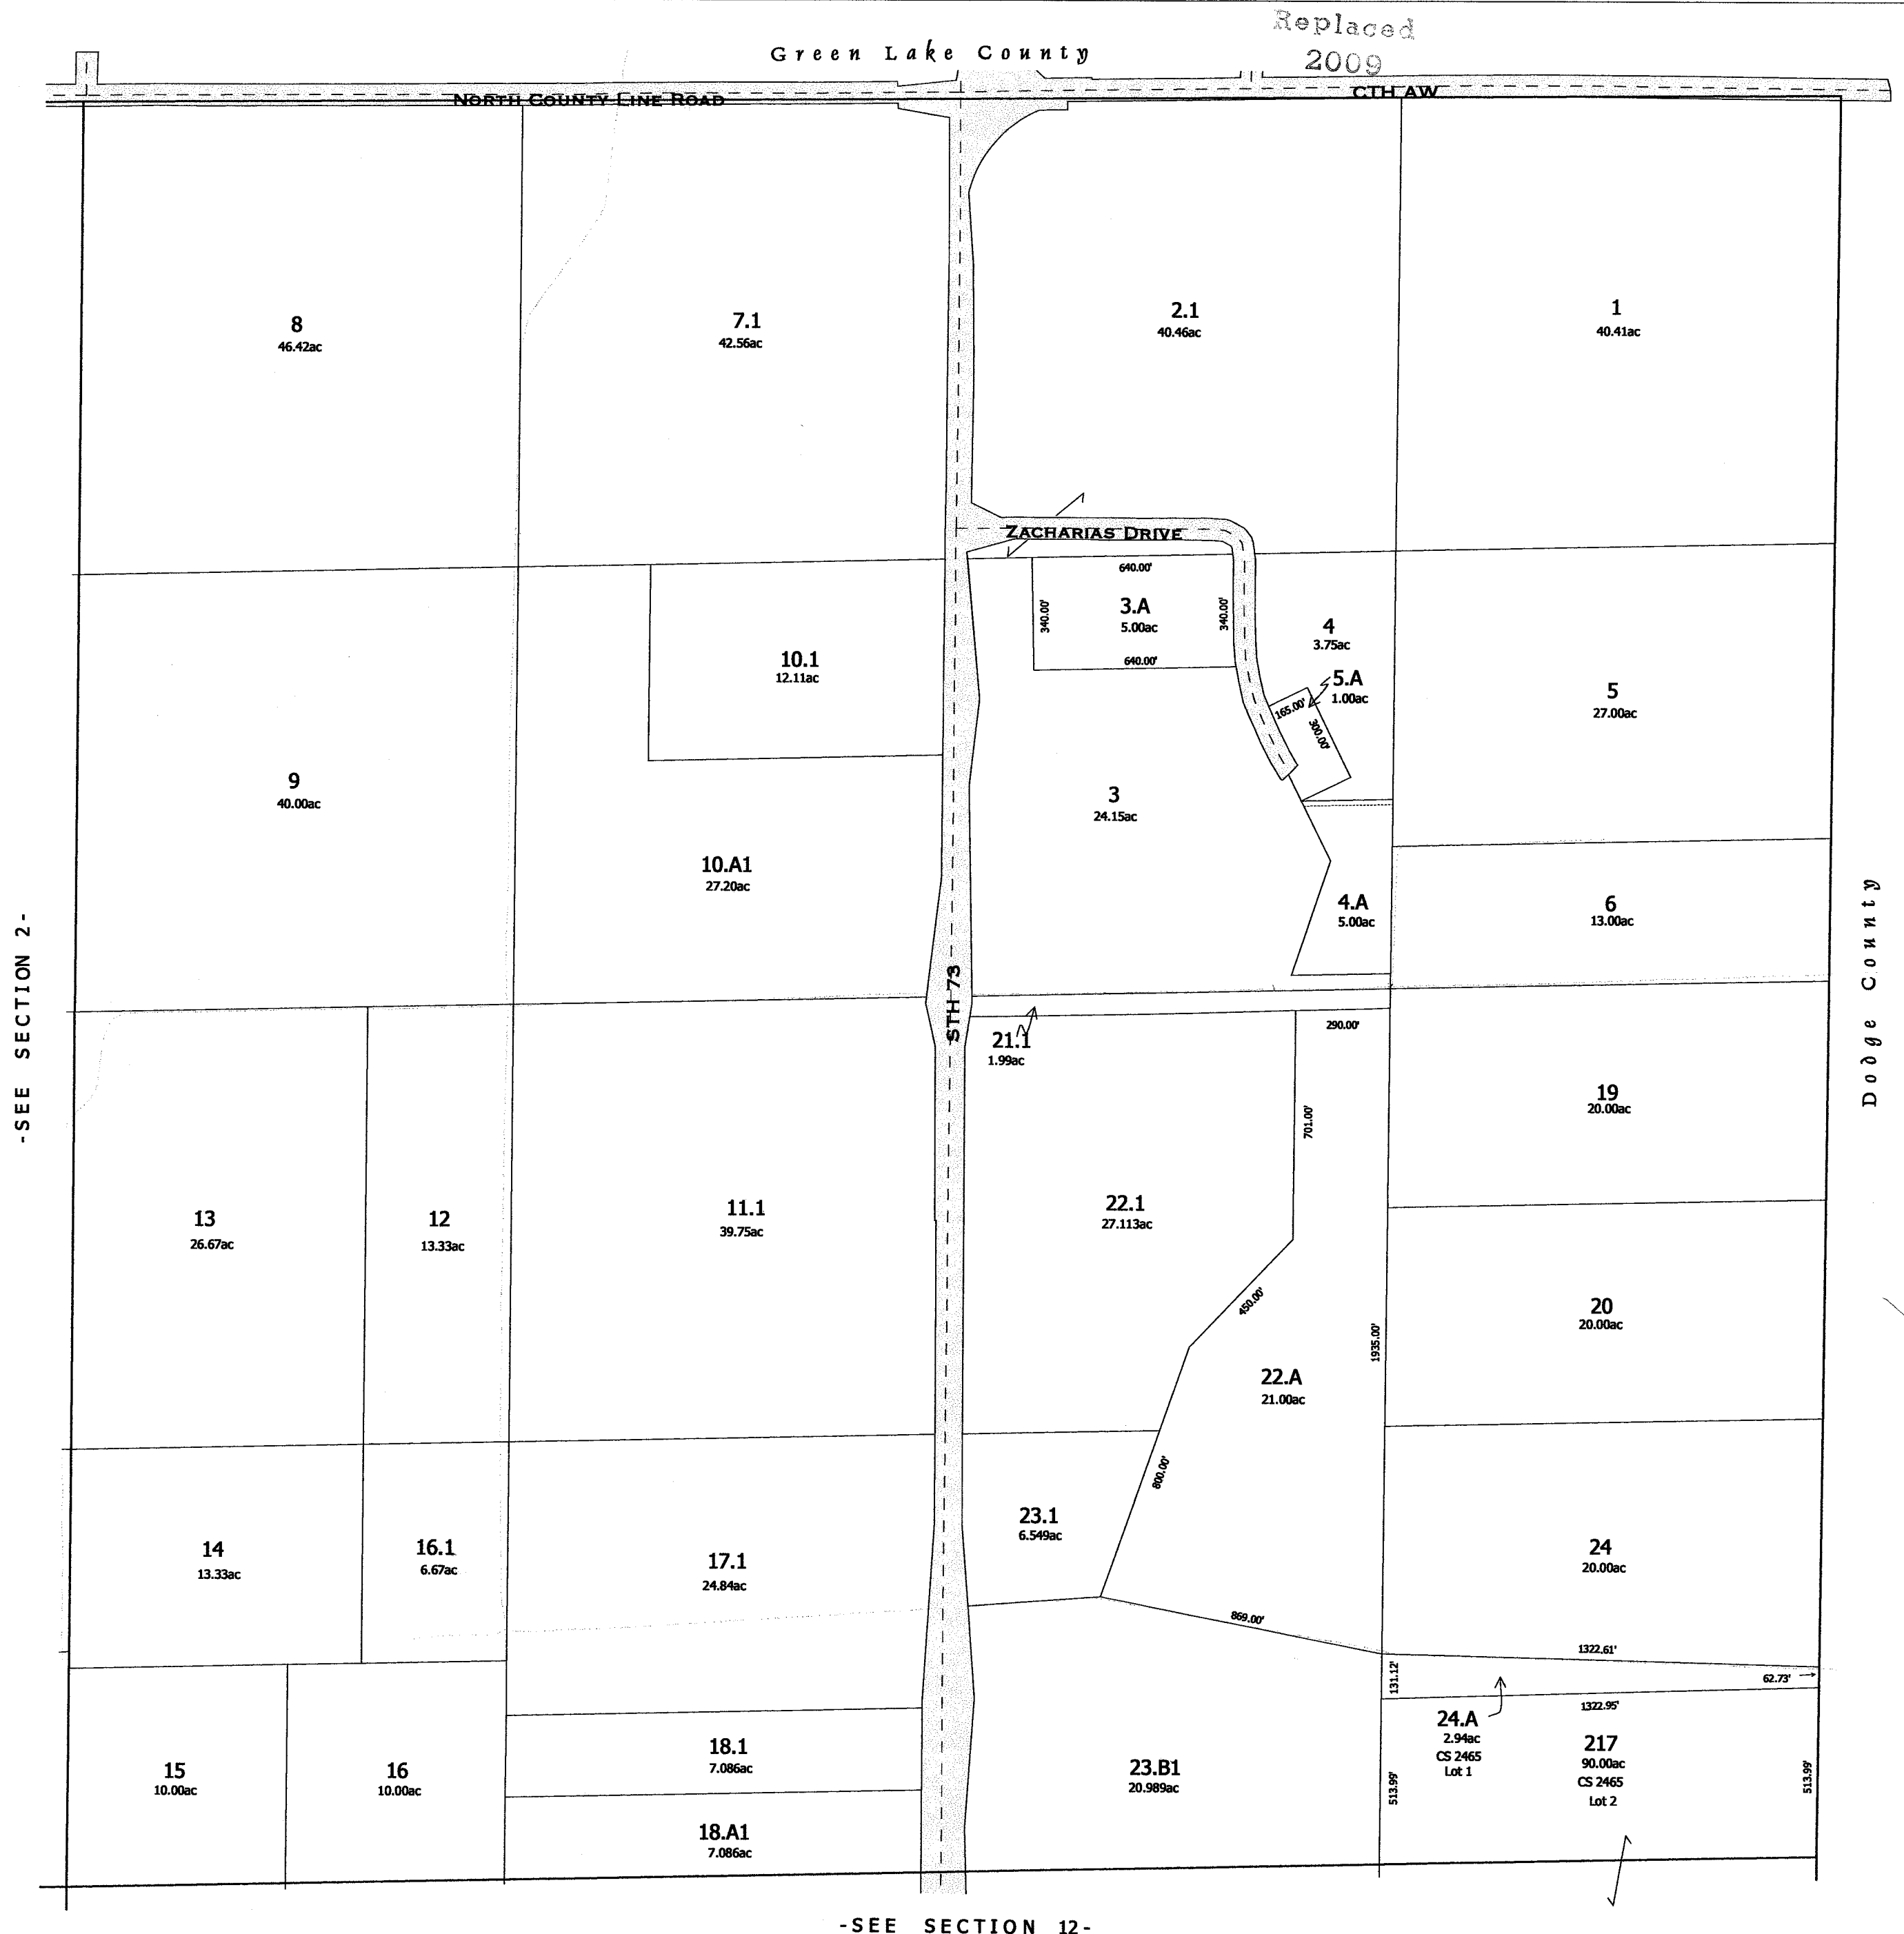 Replaced
2009
Green Lake County
NORTH COUNTY LINE ROAD
CTH AW
8
46.42ac
7.1
42.56ac
2.1
40.46ac
1
40.41ac
ZACHARIAS DRIVE
640.00'
340.00'
3.A
5.00ac
340.00'
640.00'
4
3.75ac
5.A
1.00ac
165.00'
300.00'
5
27.00ac
10.1
12.11ac
9
40.00ac
3
24.15ac
10.A1
27.20ac
4.A
5.00ac
6
13.00ac
-SEE SECTION 2-
Dodge County
STH 73
21.1
1.99ac
290.00'
701.00'
19
20.00ac
13
26.67ac
12
13.33ac
11.1
39.75ac
22.1
27.113ac
450.00'
1935.00'
20
20.00ac
22.A
21.00ac
800.00'
23.1
6.549ac
14
13.33ac
16.1
6.67ac
17.1
24.84ac
24
20.00ac
869.00'
1322.61'
131.12'
62.73'
1322.95'
24.A
2.94ac
CS 2465
Lot 1
217
90.00ac
CS 2465
Lot 2
513.99'
513.99'
15
10.00ac
16
10.00ac
18.1
7.086ac
18.A1
7.086ac
23.B1
20.989ac
-SEE SECTION 12-